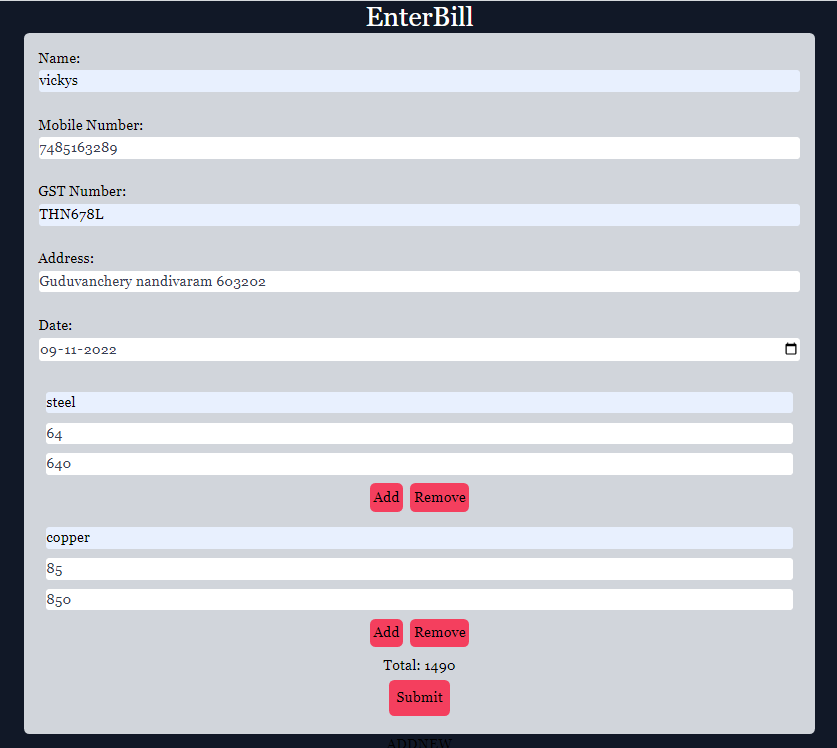 EnterBill
Name:
vickys
Mobile Number:
7485163289
GST Number:
THN678L
Address:
Guduvanchery nandivaram 603202
Date:
09-11-2022
steel
64
640
Add Remove
copper
85
850
Add Remove
Total: 1490
Submit
ADDNEW